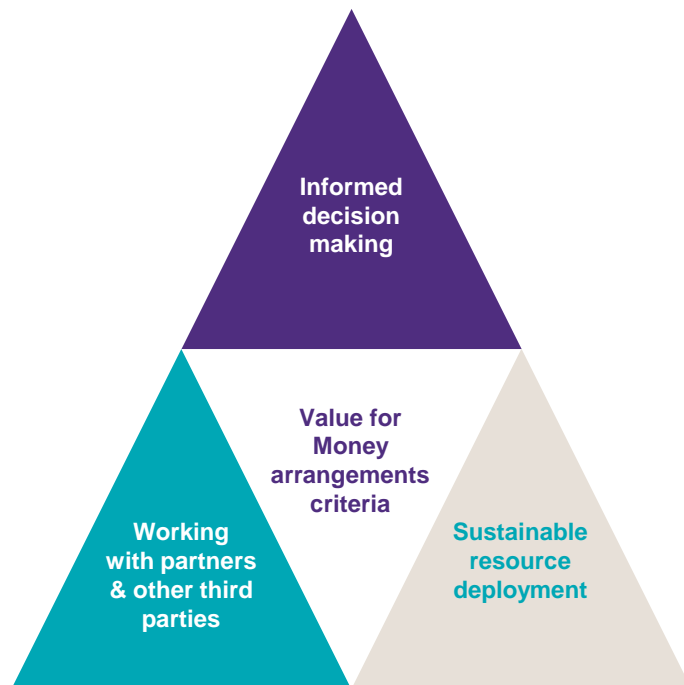 Informed
decision
making
Value for
Money
arrangements
criteria
Working
with partners
& other third
parties
Sustainable
resource
deployment